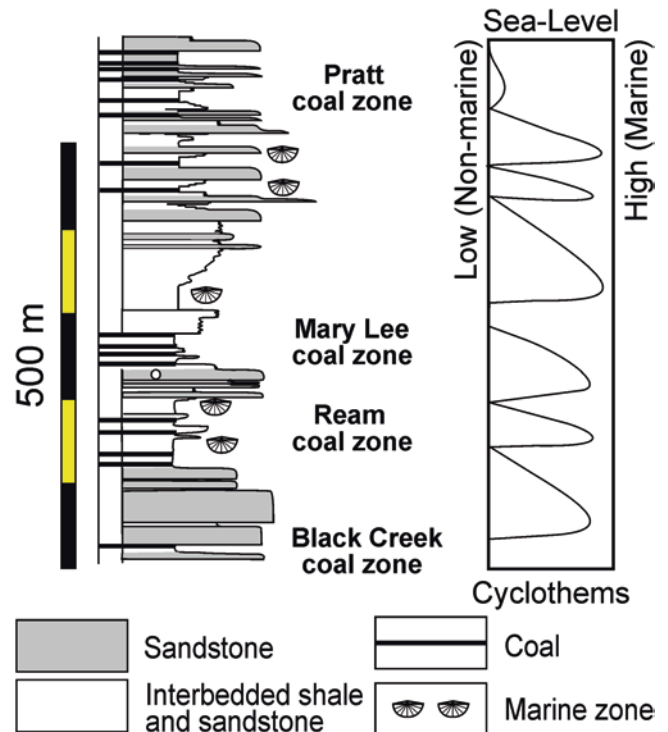 Sea-Level
Pratt
coal zone
Low (Non-marine)
High (Marine)
500 m
Mary Lee
coal zone
Ream
coal zone
Black Creek
coal zone
Cyclothems
Sandstone
Coal
Interbedded shale
and sandstone
Marine zone